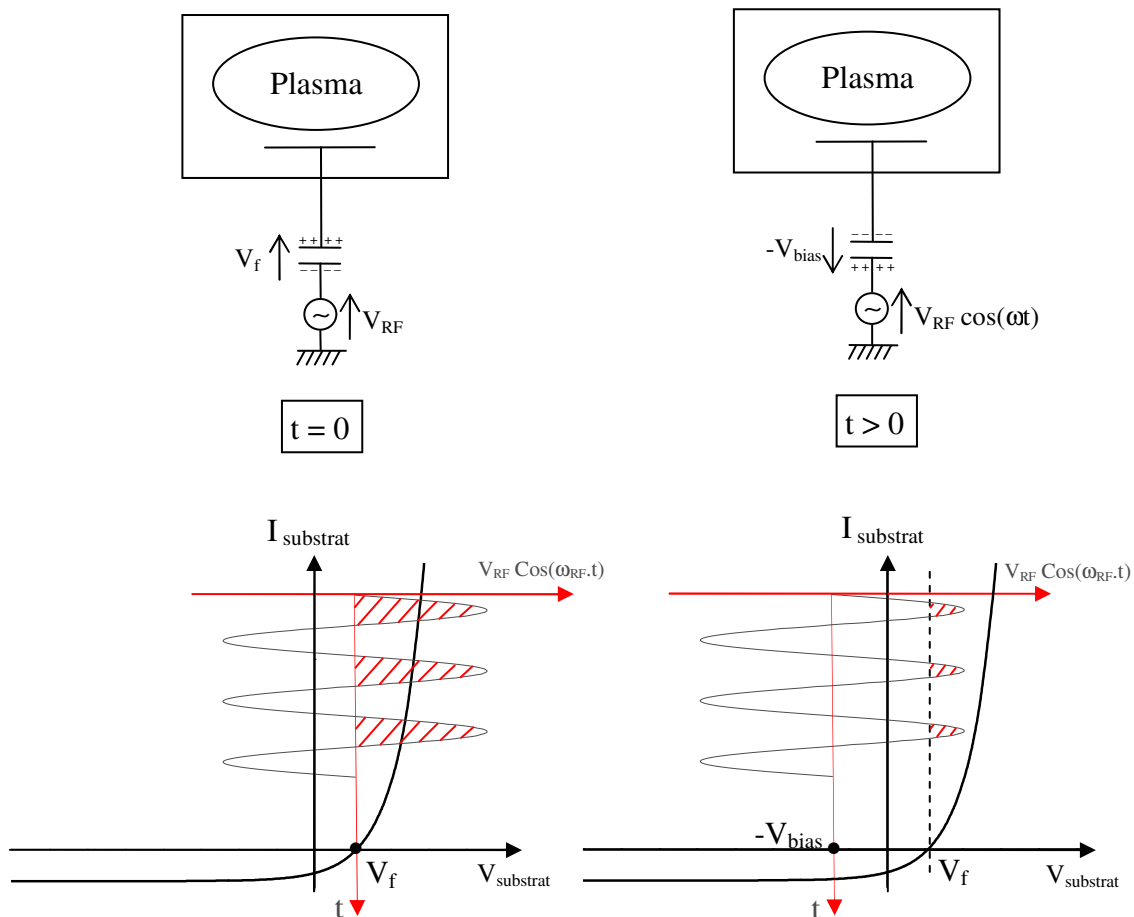 Plasma
Plasma
++++
V_f
----
~
V_RF
----
-V_bias
++++
~
V_RF cos(ωt)
t = 0
t > 0
I substrat
V_RF Cos(ω_RF.t)
V_f
V_substrat
t
I substrat
V_RF Cos(ω_RF.t)
-V_bias
V_f
V_substrat
t